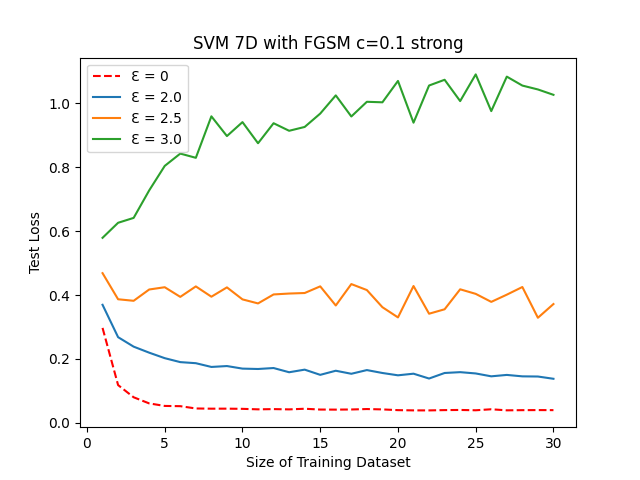 SVM 7D with FGSM c=0.1 strong
Ɛ = 0
Ɛ = 2.0
Ɛ = 2.5
Ɛ = 3.0
Test Loss
1.0
0.8
0.6
0.4
0.2
0.0
0 5 10 15 20 25 30
Size of Training Dataset